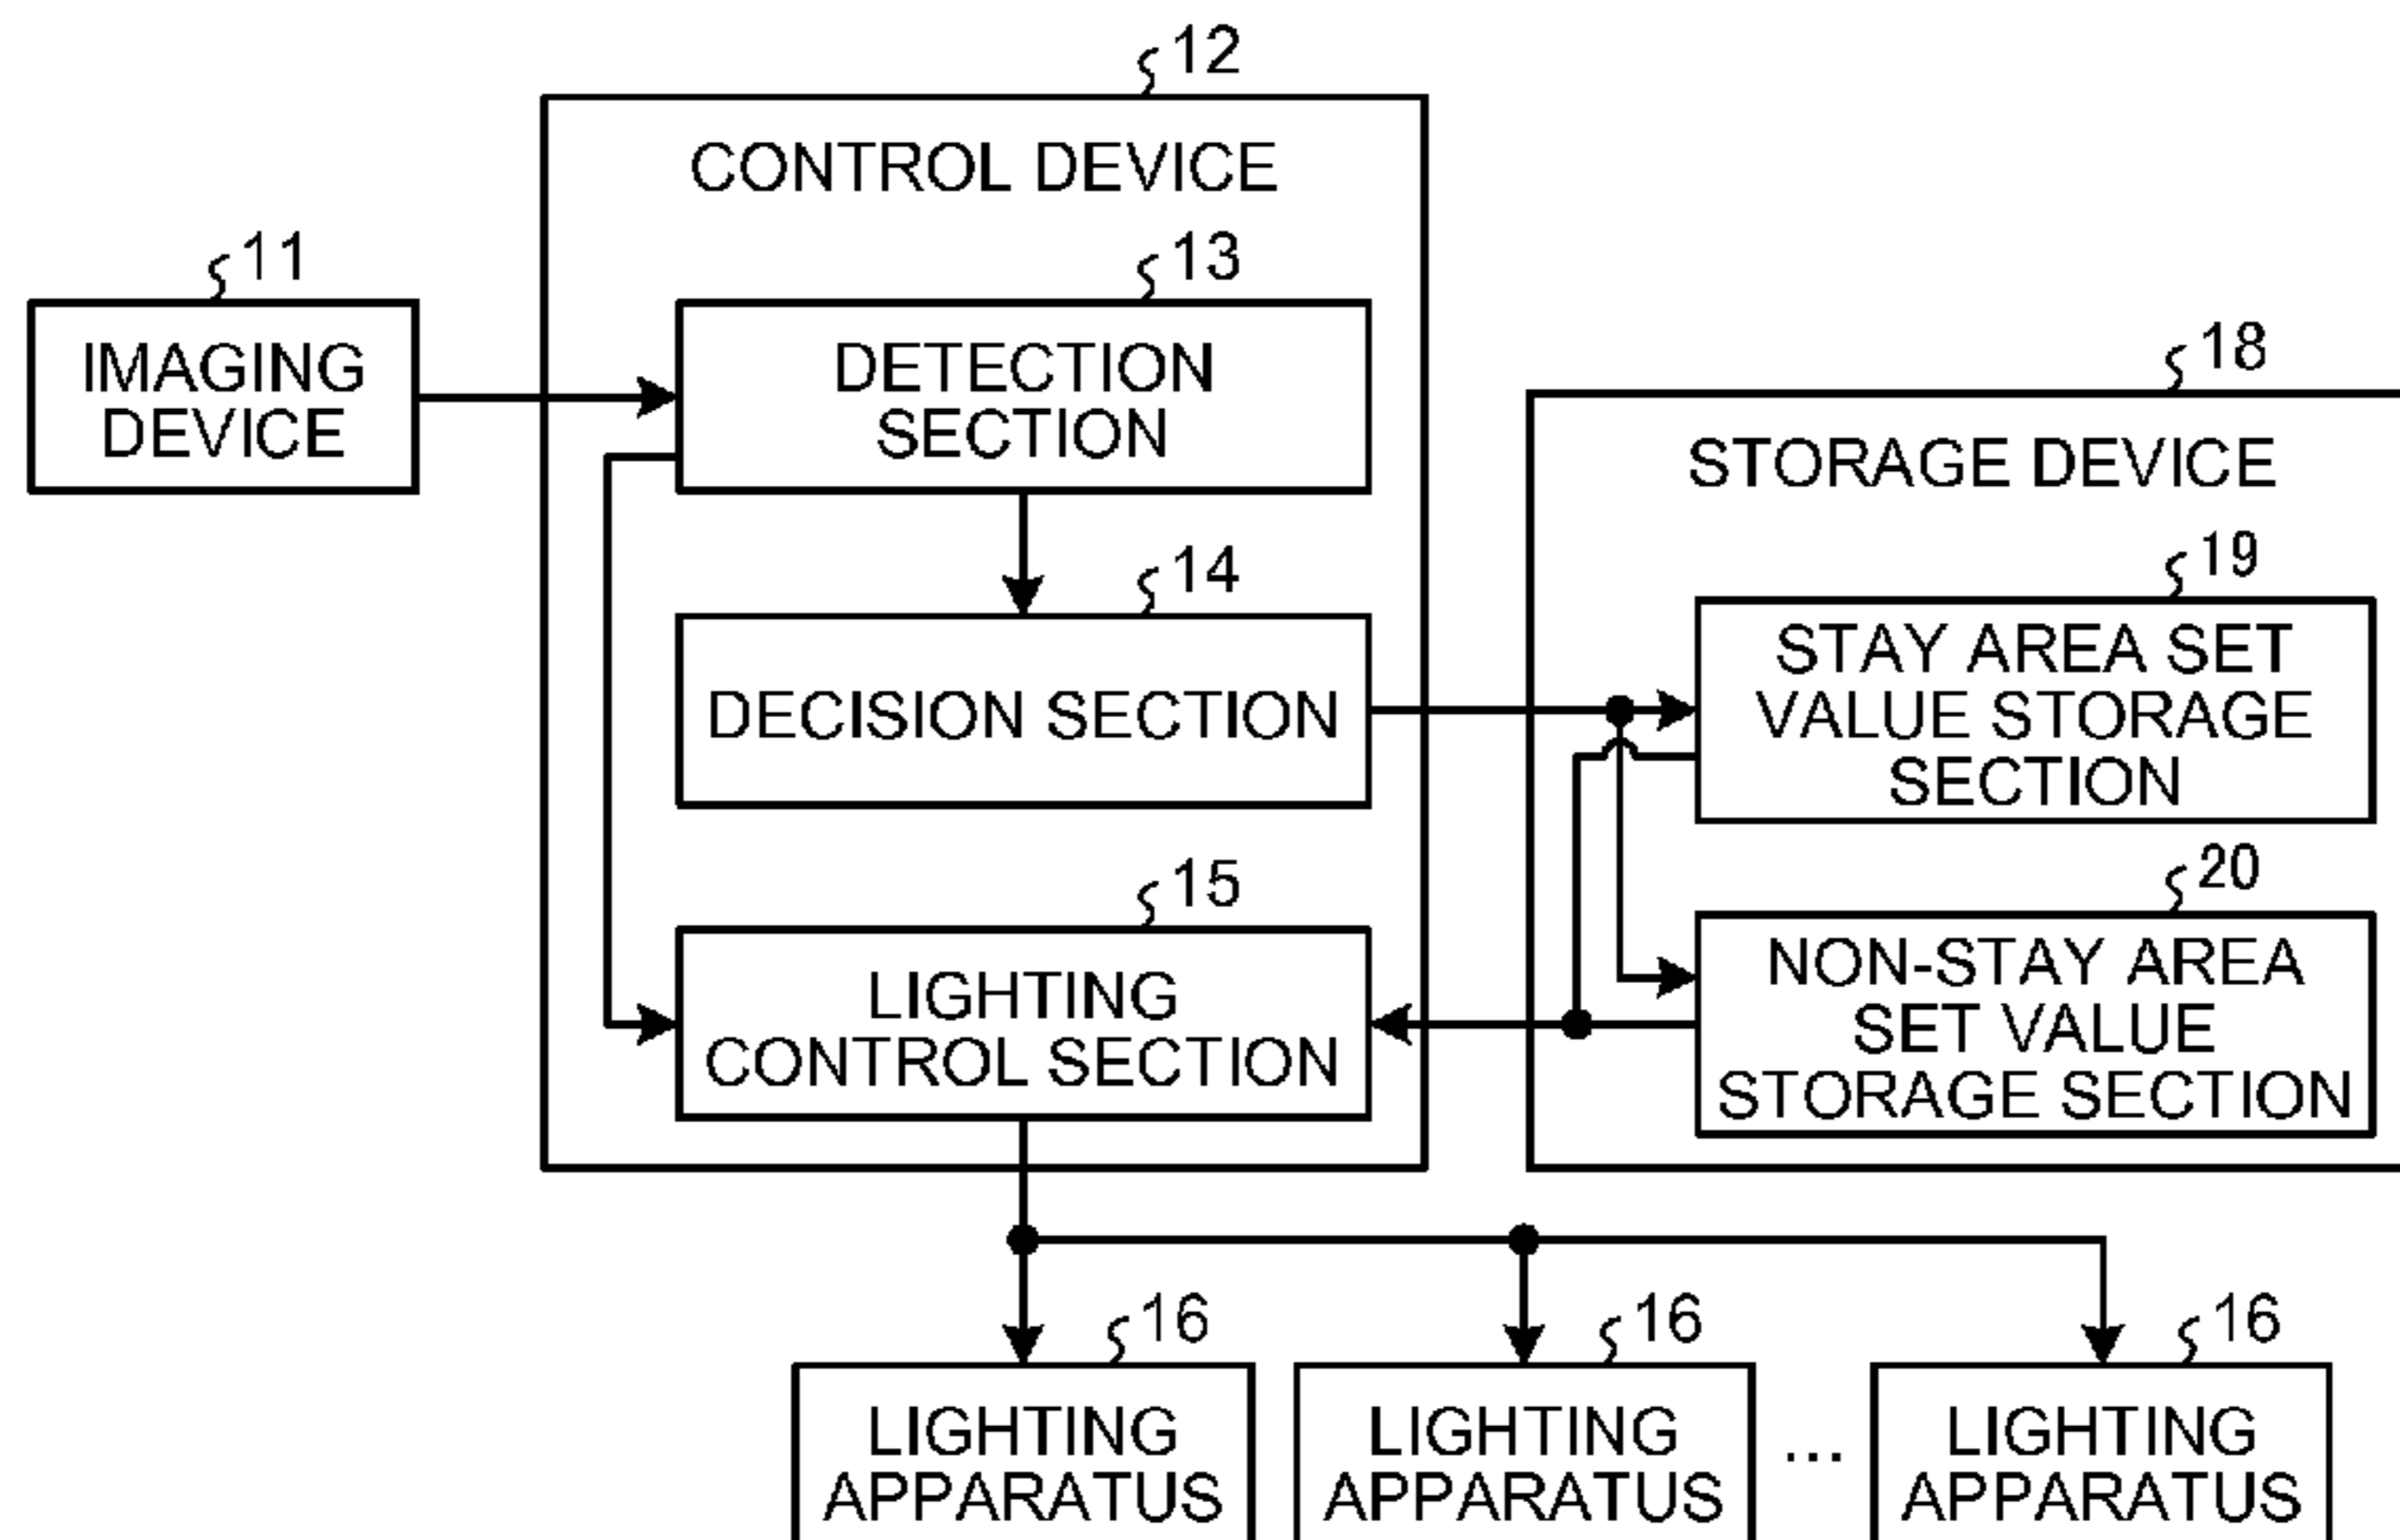 12
CONTROL DEVICE
11
IMAGING
DEVICE
13
DETECTION
SECTION
14
DECISION SECTION
15
LIGHTING
CONTROL SECTION
18
STORAGE DEVICE
19
STAY AREA SET
VALUE STORAGE
SECTION
20
NON-STAY AREA
SET VALUE
STORAGE SECTION
16
LIGHTING
APPARATUS
16
LIGHTING
APPARATUS
...
16
LIGHTING
APPARATUS